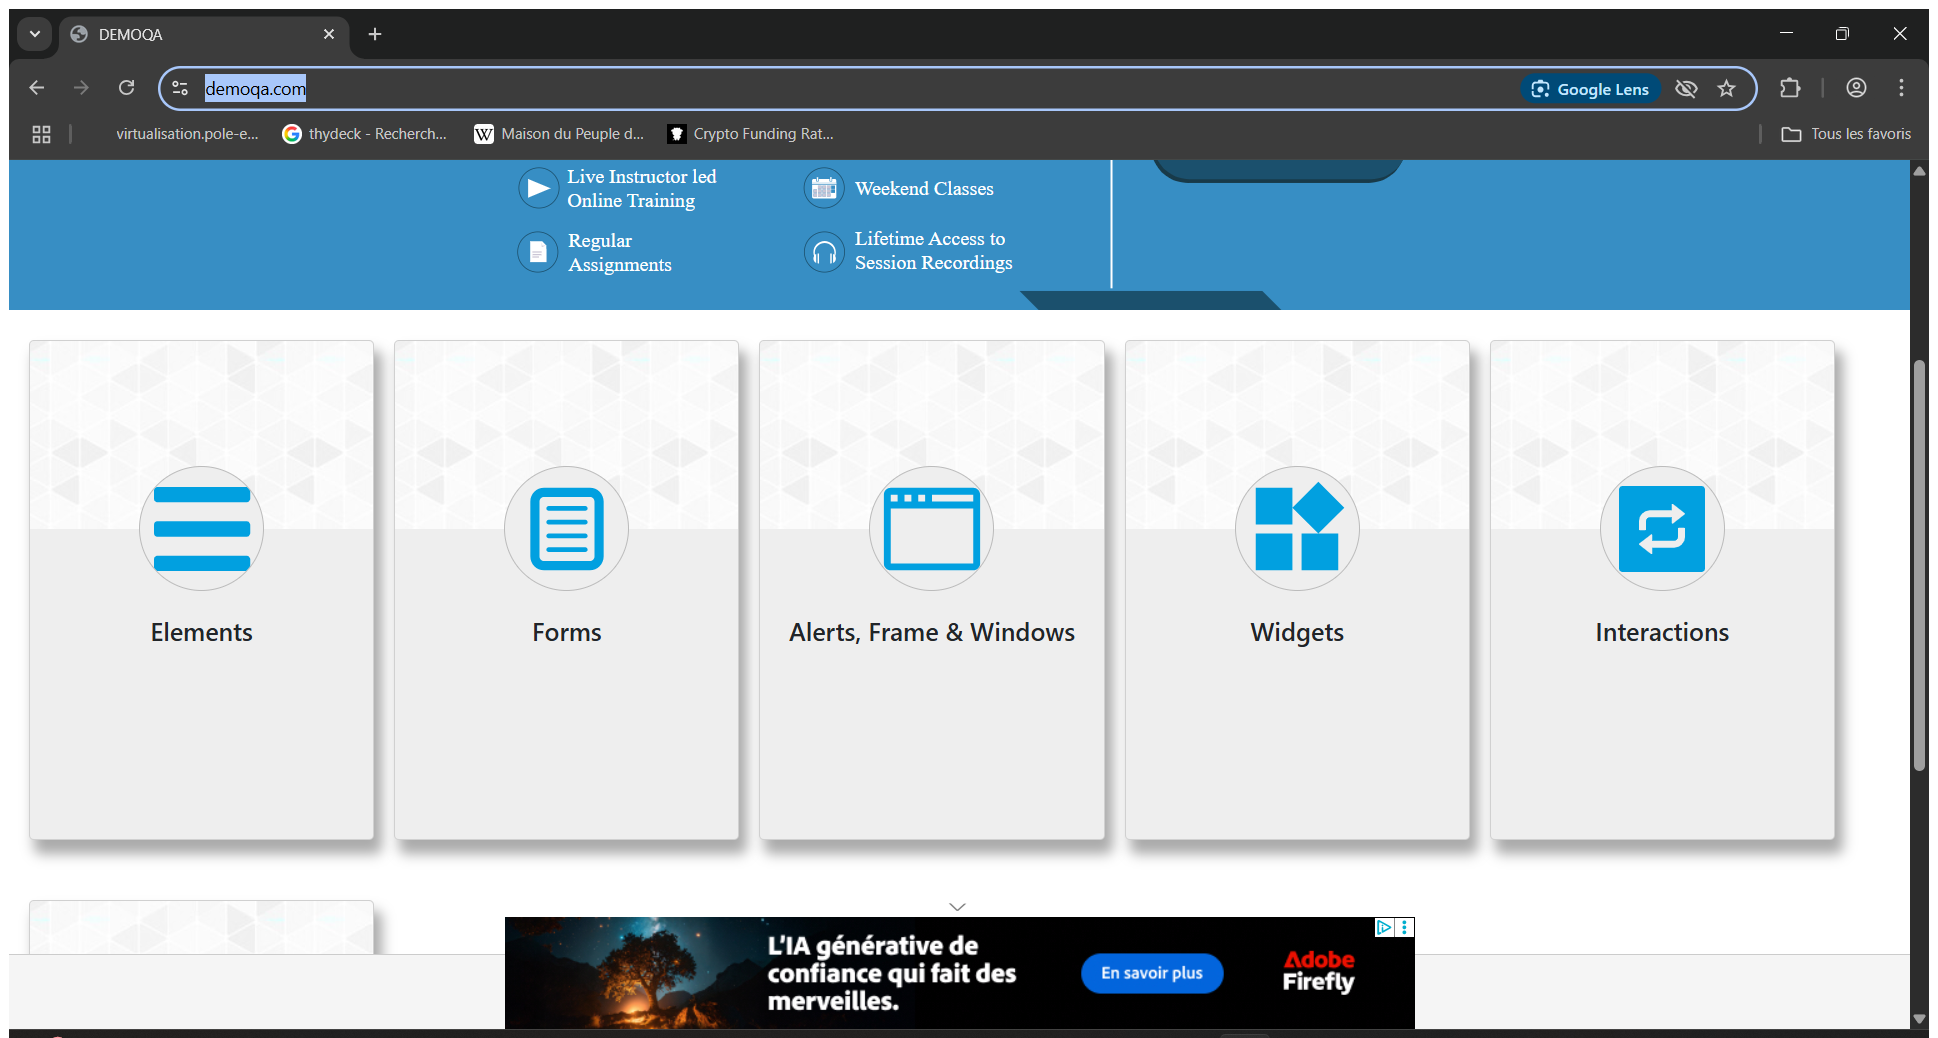 DEMOQA
demoqa.com
Google Lens
virtualisation.pole-e...
thydeck - Recherch...
Maison du Peuple d...
Crypto Funding Rat...
Tous les favoris
Live Instructor led
Online Training
Weekend Classes
Regular
Assignments
Lifetime Access to
Session Recordings
Elements
Forms
Alerts, Frame & Windows
Widgets
Interactions
L'IA générative de
confiance qui fait des
merveilles.
En savoir plus
Adobe
Firefly